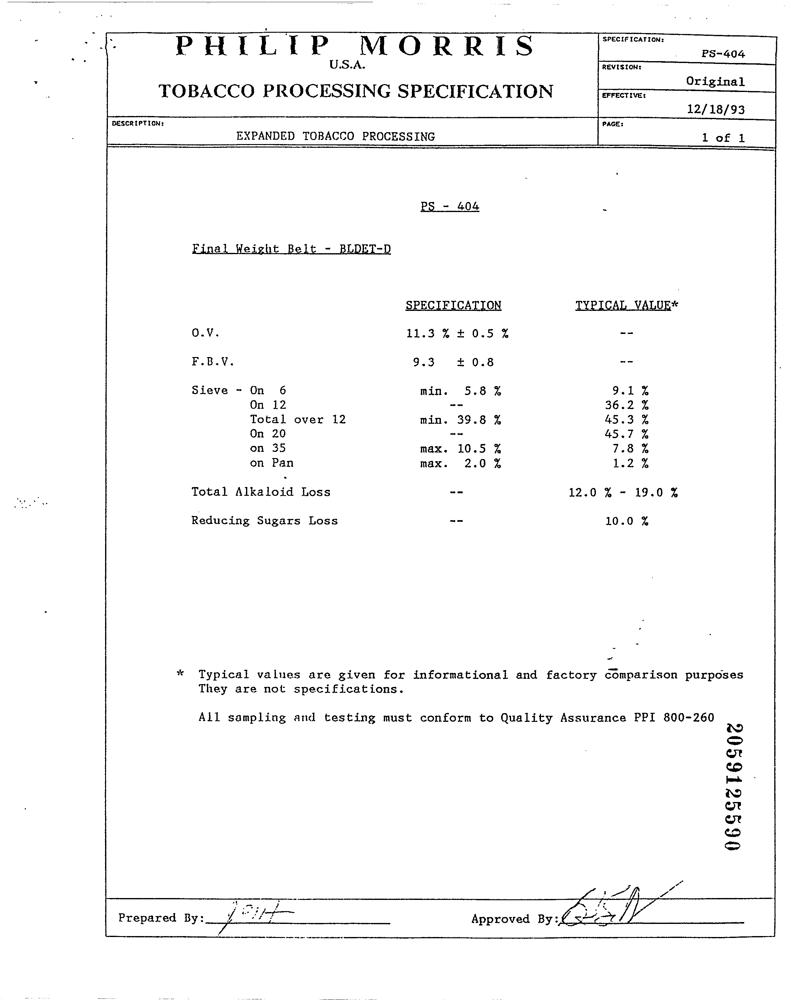 PHILIP MORRIS
U.S.A.
TOBACCO PROCESSING SPECIFICATION
SPECIFICATION:
PS-404
REVISION:
Original
EFFECTIVE:
12/18/93
DESCRIPTION:
EXPANDED TOBACCO PROCESSING
PAGE:
1 of 1
PS - 404
Final Weight Belt - BLDET-D
SPECIFICATION TYPICAL VALUE*
O.V. 11.3 % ± 0.5 % --
F.B.V. 9.3 ± 0.8 --
Sieve - On 6 min. 5.8 % 9.1 %
On 12 -- 36.2 %
Total over 12 min. 39.8 % 45.3 %
On 20 -- 45.7 %
on 35 max. 10.5 % 7.8 %
on Pan max. 2.0 % 1.2 %
Total Alkaloid Loss -- 12.0 % - 19.0 %
Reducing Sugars Loss -- 10.0 %
* Typical values are given for informational and factory comparison purposes
They are not specifications.
All sampling and testing must conform to Quality Assurance PPI 800-260
2059125590
Prepared By:
Approved By: